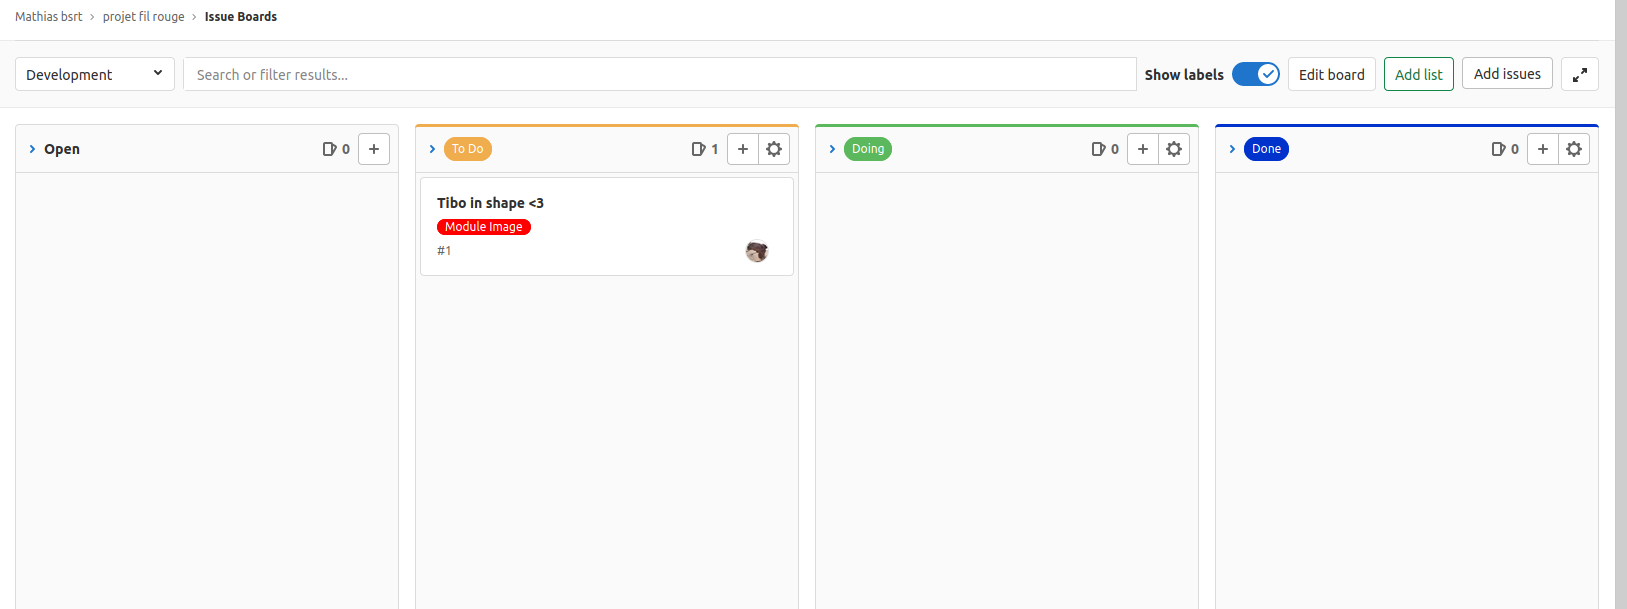 Mathias bsrt › projet fil rouge › Issue Boards
Development Search or filter results... Show labels Edit board Add list Add issues
Open 0
To Do 1
Doing 0
Done 0
Tibo in shape <3
Module Image
#1